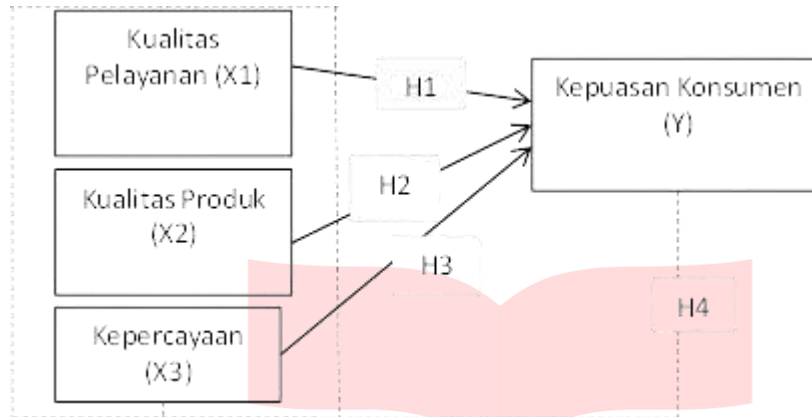 Kualitas
Pelayanan (X1)
H1
Kepuasan Konsumen
(Y)
Kualitas Produk
(X2)
H2
H3
H4
Kepercayaan
(X3)